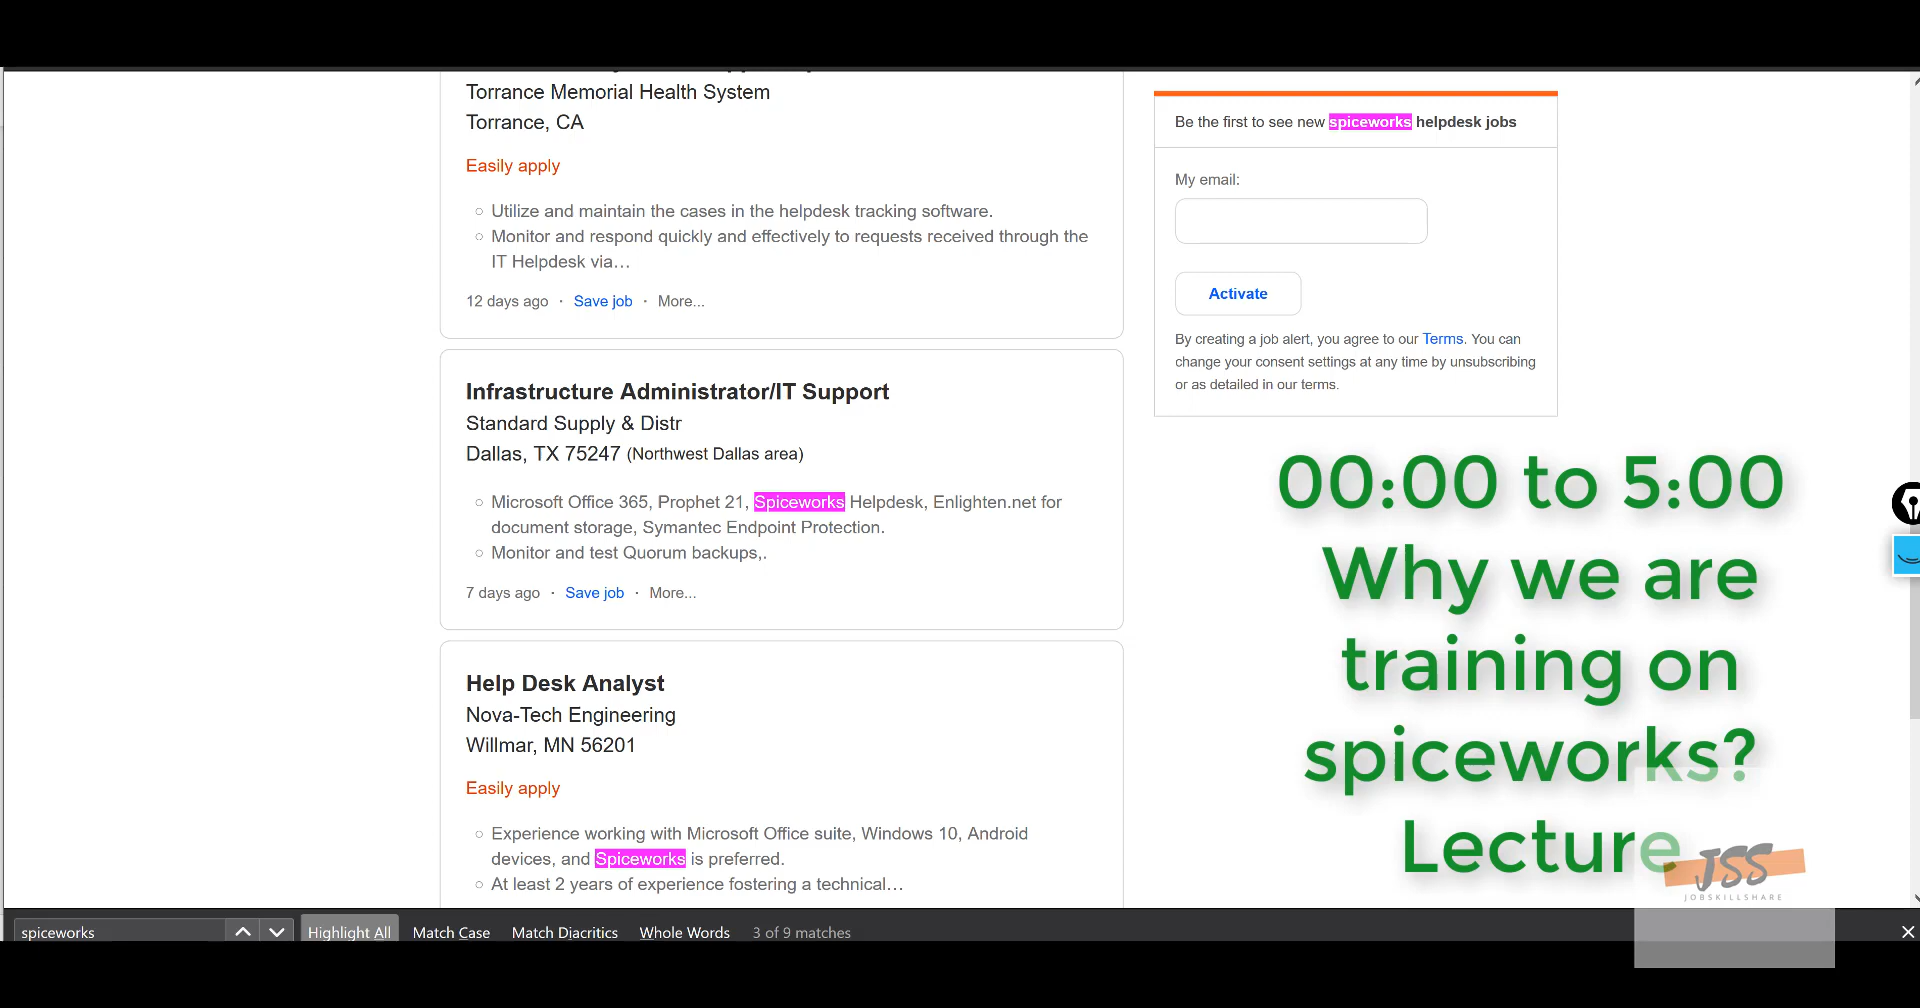 Torrance Memorial Health System
Torrance, CA
Easily apply
Utilize and maintain the cases in the helpdesk tracking software.
Monitor and respond quickly and effectively to requests received through the
IT Helpdesk via…
12 days ago · Save job · More...
Infrastructure Administrator/IT Support
Standard Supply & Distr
Dallas, TX 75247 (Northwest Dallas area)
Microsoft Office 365, Prophet 21, Spiceworks Helpdesk, Enlighten.net for
document storage, Symantec Endpoint Protection.
Monitor and test Quorum backups,.
7 days ago · Save job · More...
Help Desk Analyst
Nova-Tech Engineering
Willmar, MN 56201
Easily apply
Experience working with Microsoft Office suite, Windows 10, Android
devices, and Spiceworks is preferred.
At least 2 years of experience fostering a technical…
Be the first to see new spiceworks helpdesk jobs
My email:
Activate
By creating a job alert, you agree to our Terms. You can
change your consent settings at any time by unsubscribing
or as detailed in our terms.
00:00 to 5:00
Why we are
training on
spiceworks?
Lecture
JSS
JOBSKILLSHARE
spiceworks Highlight All Match Case Match Diacritics Whole Words 3 of 9 matches